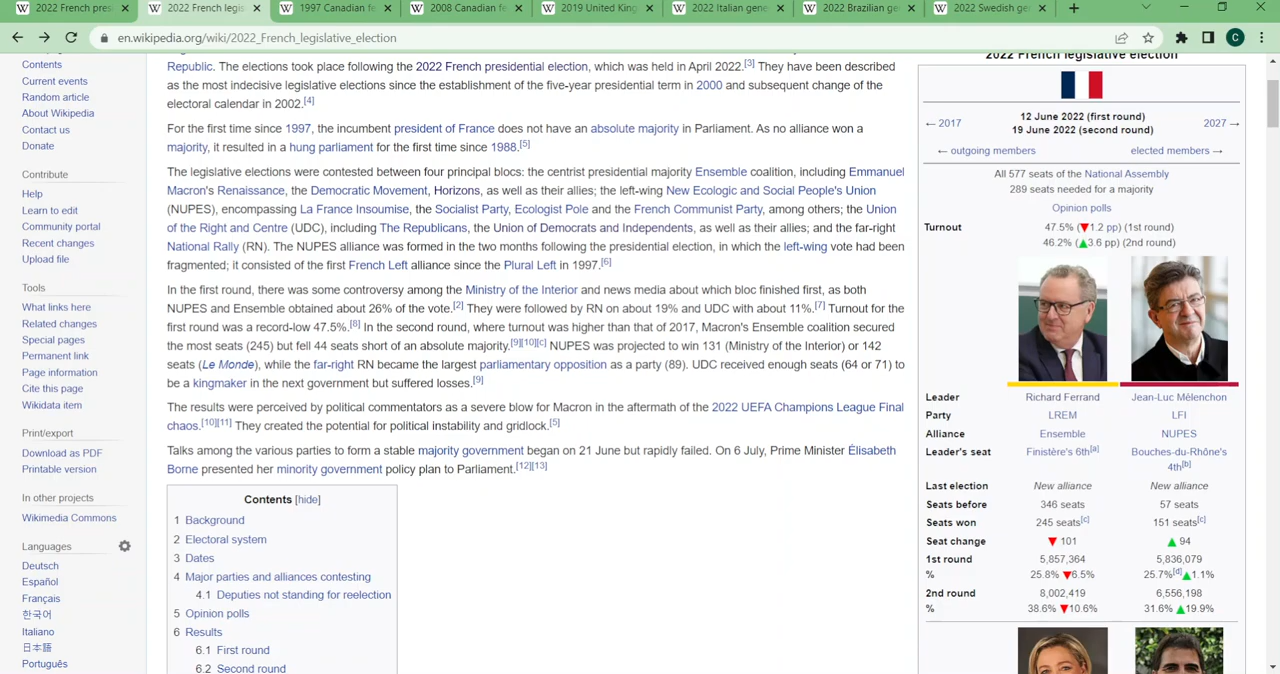 2022 French pres
2022 French legis
1997 Canadian fe
2008 Canadian fe
2019 United King
2022 Italian gene
2022 Brazilian ge
2022 Swedish ge
en.wikipedia.org/wiki/2022_French_legislative_election
C
Contents
Current events
Random article
About Wikipedia
Contact us
Donate
Contribute
Help
Learn to edit
Community portal
Recent changes
Upload file
Tools
What links here
Related changes
Special pages
Permanent link
Page information
Cite this page
Wikidata item
Print/export
Download as PDF
Printable version
In other projects
Wikimedia Commons
Languages
Deutsch
Español
Français
한국어
Italiano
日本語
Português
Republic. The elections took place following the 2022 French presidential election, which was held in April 2022.[3] They have been described
as the most indecisive legislative elections since the establishment of the five-year presidential term in 2000 and subsequent change of the
electoral calendar in 2002.[4]
For the first time since 1997, the incumbent president of France does not have an absolute majority in Parliament. As no alliance won a
majority, it resulted in a hung parliament for the first time since 1988.[5]
The legislative elections were contested between four principal blocs: the centrist presidential majority Ensemble coalition, including Emmanuel
Macron's Renaissance, the Democratic Movement, Horizons, as well as their allies; the left-wing New Ecologic and Social People's Union
(NUPES), encompassing La France Insoumise, the Socialist Party, Ecologist Pole and the French Communist Party, among others; the Union
of the Right and Centre (UDC), including The Republicans, the Union of Democrats and Independents, as well as their allies; and the far-right
National Rally (RN). The NUPES alliance was formed in the two months following the presidential election, in which the left-wing vote had been
fragmented; it consisted of the first French Left alliance since the Plural Left in 1997.[6]
In the first round, there was some controversy among the Ministry of the Interior and news media about which bloc finished first, as both
NUPES and Ensemble obtained about 26% of the vote.[2] They were followed by RN on about 19% and UDC with about 11%.[7] Turnout for the
first round was a record-low 47.5%.[8] In the second round, where turnout was higher than that of 2017, Macron's Ensemble coalition secured
the most seats (245) but fell 44 seats short of an absolute majority.[9][10][c] NUPES was projected to win 131 (Ministry of the Interior) or 142
seats (Le Monde), while the far-right RN became the largest parliamentary opposition as a party (89). UDC received enough seats (64 or 71) to
be a kingmaker in the next government but suffered losses.[9]
The results were perceived by political commentators as a severe blow for Macron in the aftermath of the 2022 UEFA Champions League Final
chaos.[10][11] They created the potential for political instability and gridlock.[5]
Talks among the various parties to form a stable majority government began on 21 June but rapidly failed. On 6 July, Prime Minister Élisabeth
Borne presented her minority government policy plan to Parliament.[12][13]
Contents [hide]
1 Background
2 Electoral system
3 Dates
4 Major parties and alliances contesting
4.1 Deputies not standing for reelection
5 Opinion polls
6 Results
6.1 First round
6.2 Second round
2022 French legislative election
← 2017 12 June 2022 (first round) 2027 →
19 June 2022 (second round)
← outgoing members elected members →
All 577 seats of the National Assembly
289 seats needed for a majority
Opinion polls
Turnout 47.5% (▼1.2 pp) (1st round)
46.2% (▲3.6 pp) (2nd round)
Leader Richard Ferrand Jean-Luc Mélenchon
Party LREM LFI
Alliance Ensemble NUPES
Leader's seat Finistère's 6th[a] Bouches-du-Rhône's
4th[b]
Last election New alliance New alliance
Seats before 346 seats 57 seats
Seats won 245 seats[c] 151 seats[c]
Seat change ▼ 101 ▲ 94
1st round 5,857,364 5,836,079
% 25.8% ▼6.5% 25.7%[d]▲1.1%
2nd round 8,002,419 6,556,198
% 38.6% ▼10.6% 31.6% ▲19.9%